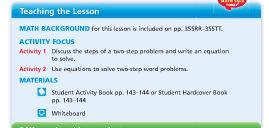 Teaching the Lesson
MATH BACKGROUND for this lesson is included on pp. 355RR–355TT.
ACTIVITY FOCUS
Activity 1 Discuss the steps of a two-step problem and write an equation
to solve.
Activity 2 Use equations to solve two-step word problems.
MATERIALS
Student Activity Book pp. 143–144 or Student Hardcover Book
pp. 143–144
Whiteboard